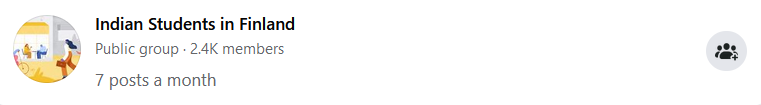 Indian Students in Finland
Public group · 2.4K members
7 posts a month